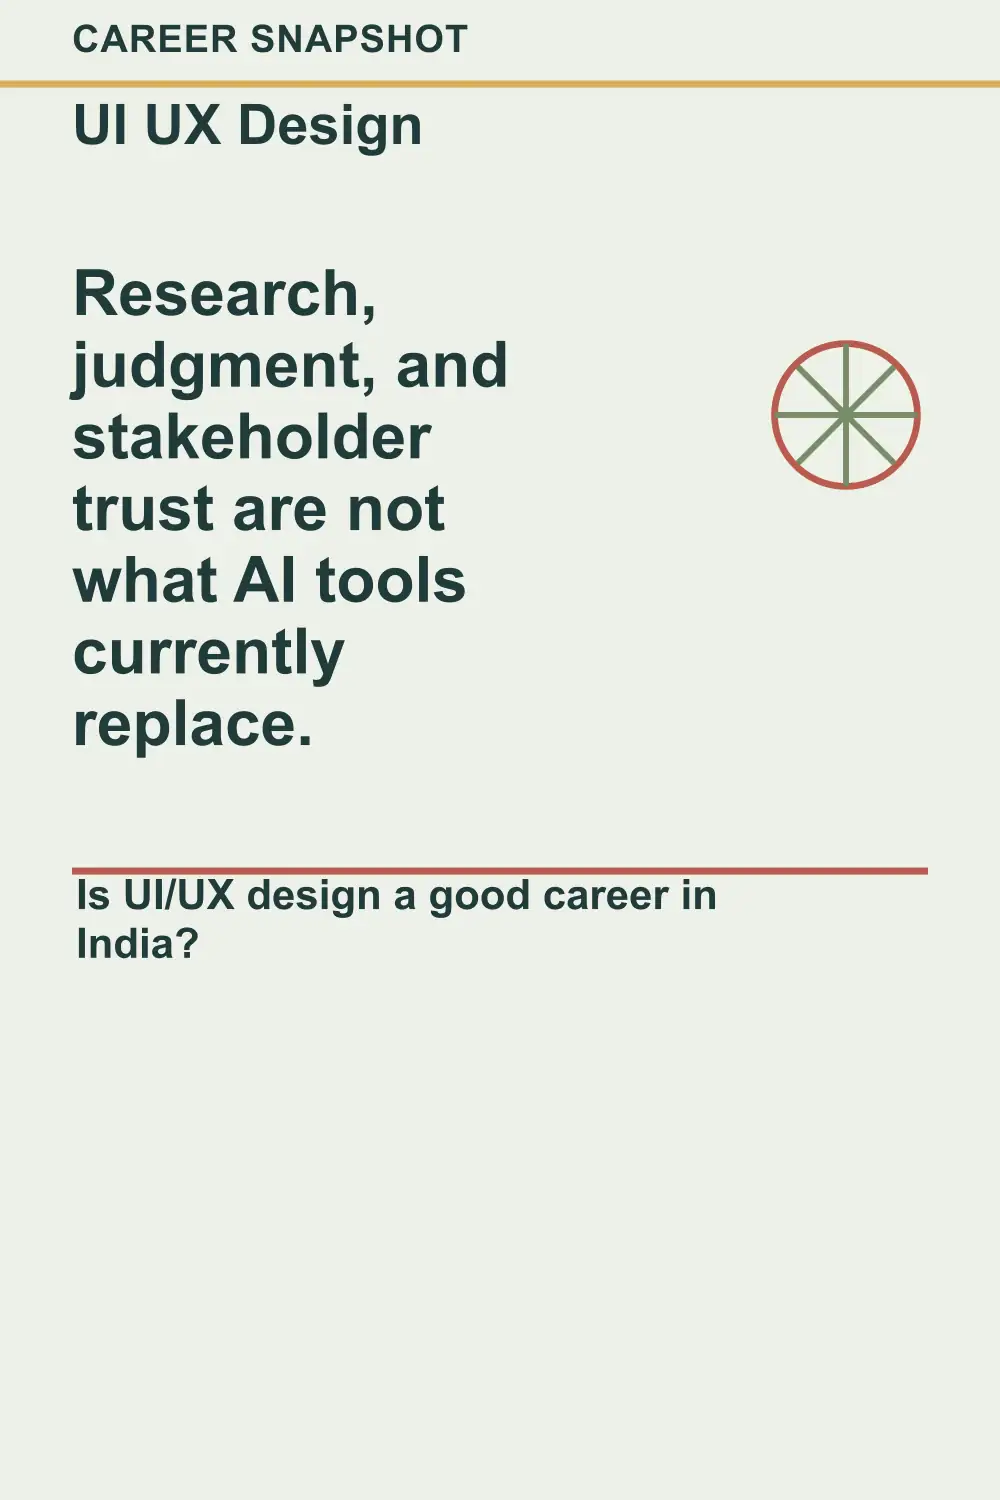 CAREER SNAPSHOT
UI UX Design
Research,
judgment, and
stakeholder
trust are not
what AI tools
currently
replace.
Is UI/UX design a good career in
India?